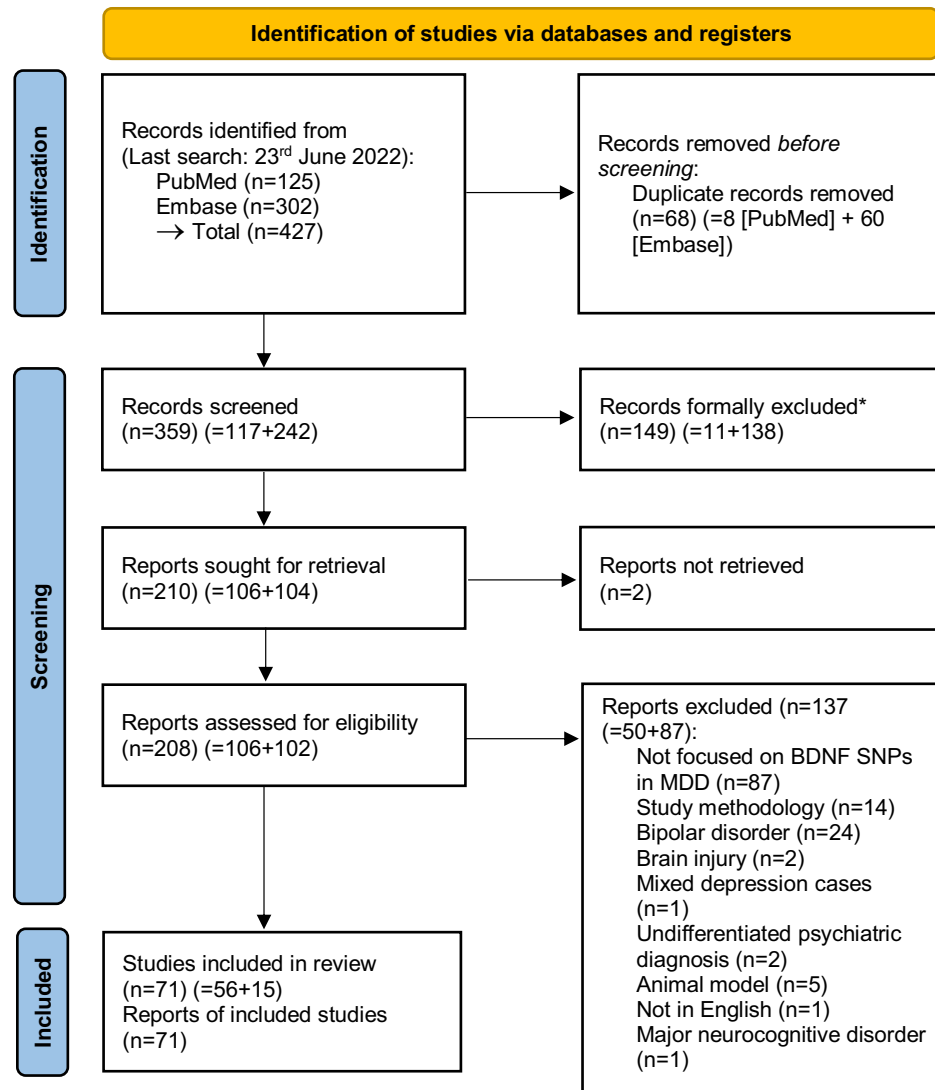 Identification of studies via databases and registers
Identification
Records identified from
(Last search: 23rd June 2022):
PubMed (n=125)
Embase (n=302)
→ Total (n=427)
Records removed before
screening:
Duplicate records removed
(n=68) (=8 [PubMed] + 60
[Embase])
Screening
Records screened
(n=359) (=117+242)
Records formally excluded*
(n=149) (=11+138)
Reports sought for retrieval
(n=210) (=106+104)
Reports not retrieved
(n=2)
Reports assessed for eligibility
(n=208) (=106+102)
Reports excluded (n=137
(=50+87):
Not focused on BDNF SNPs
in MDD (n=87)
Study methodology (n=14)
Bipolar disorder (n=24)
Brain injury (n=2)
Mixed depression cases
(n=1)
Undifferentiated psychiatric
diagnosis (n=2)
Animal model (n=5)
Not in English (n=1)
Major neurocognitive disorder
(n=1)
Included
Studies included in review
(n=71) (=56+15)
Reports of included studies
(n=71)